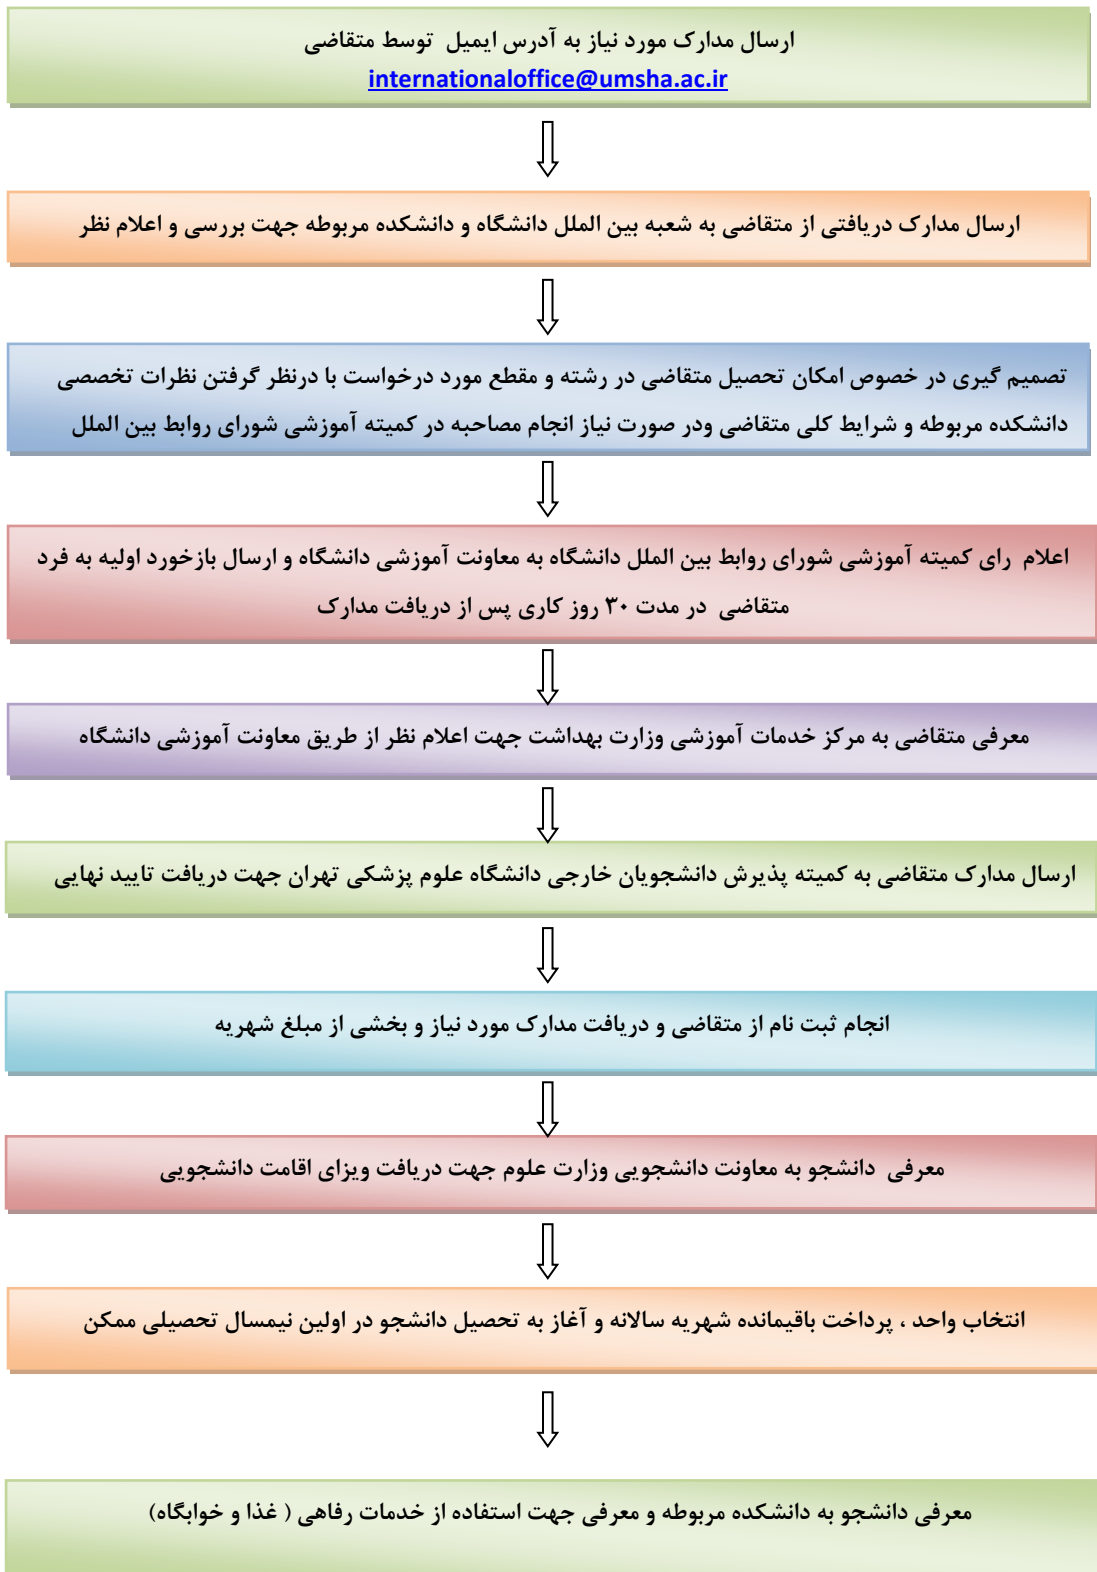 ارسال مدارک مورد نیاز به آدرس ایمیل توسط متقاضی
internationaloffice@umsha.ac.ir
ارسال مدارک دریافتی از متقاضی به شعبه بین الملل دانشگاه و دانشکده مربوطه جهت بررسی و اعلام نظر
تصمیم گیری در خصوص امکان تحصیل متقاضی در رشته و مقطع مورد درخواست با درنظر گرفتن نظرات تخصصی
دانشکده مربوطه و شرایط کلی متقاضی ودر صورت نیاز انجام مصاحبه در کمیته آموزشی شورای روابط بین الملل
اعلام رای کمیته آموزشی شورای روابط بین الملل دانشگاه به معاونت آموزشی دانشگاه و ارسال بازخورد اولیه به فرد
متقاضی در مدت ۳۰ روز کاری پس از دریافت مدارک
معرفی متقاضی به مرکز خدمات آموزشی وزارت بهداشت جهت اعلام نظر از طریق معاونت آموزشی دانشگاه
ارسال مدارک متقاضی به کمیته پذیرش دانشجویان خارجی دانشگاه علوم پزشکی تهران جهت دریافت تایید نهایی
انجام ثبت نام از متقاضی و دریافت مدارک مورد نیاز و بخشی از مبلغ شهریه
معرفی دانشجو به معاونت دانشجویی وزارت علوم جهت دریافت ویزای اقامت دانشجویی
انتخاب واحد ، پرداخت باقیمانده شهریه سالانه و آغاز به تحصیل دانشجو در اولین نیمسال تحصیلی ممکن
معرفی دانشجو به دانشکده مربوطه و معرفی جهت استفاده از خدمات رفاهی ( غذا و خوابگاه)